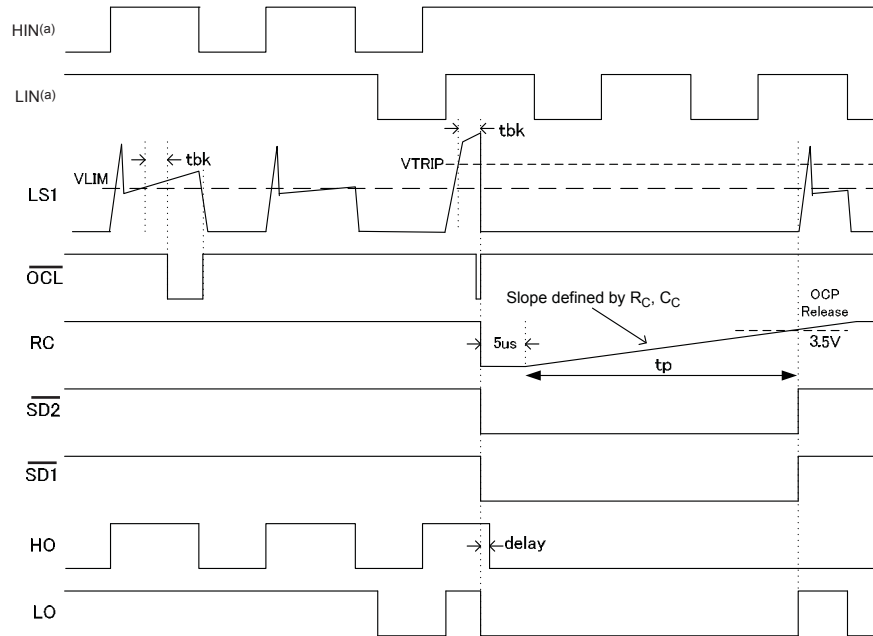 HIN(a)
LIN(a)
tbk
tbk
VTRIP
VLIM
LS1
OCL
Slope defined by RC, CC
OCP
Release
RC
5us
3.5V
tp
SD2
SD1
HO
delay
LO